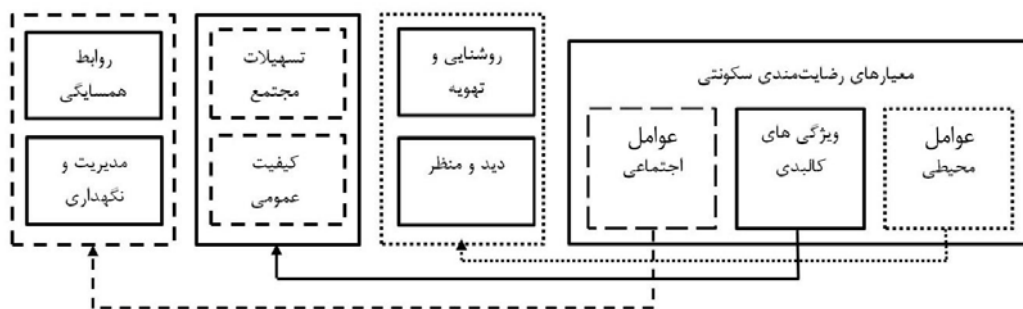 معیارهای رضایت‌مندی سکونتی
عوامل
محیطی
ویژگی های
کالبدی
عوامل
اجتماعی
روشنایی و
تهویه
دید و منظر
تسهیلات
مجتمع
کیفیت
عمومی
روابط
همسایگی
مدیریت و
نگهداری